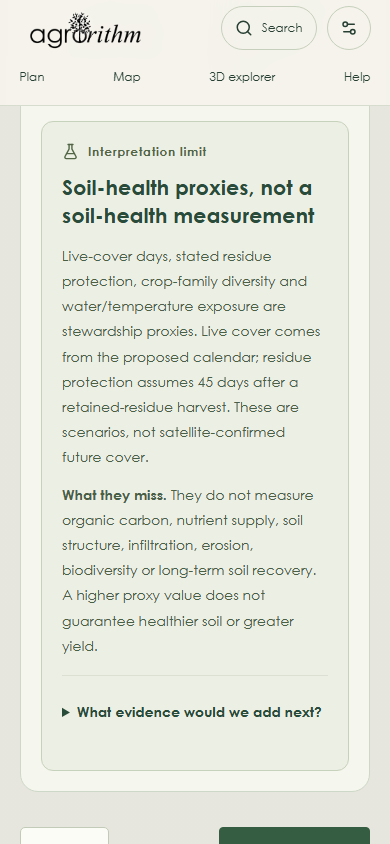 agrorithm
Search
Plan
Map
3D explorer
Help
Interpretation limit
Soil-health proxies, not a
soil-health measurement
Live-cover days, stated residue
protection, crop-family diversity and
water/temperature exposure are
stewardship proxies. Live cover comes
from the proposed calendar; residue
protection assumes 45 days after a
retained-residue harvest. These are
scenarios, not satellite-confirmed
future cover.
What they miss. They do not measure
organic carbon, nutrient supply, soil
structure, infiltration, erosion,
biodiversity or long-term soil recovery.
A higher proxy value does not
guarantee healthier soil or greater
yield.
What evidence would we add next?